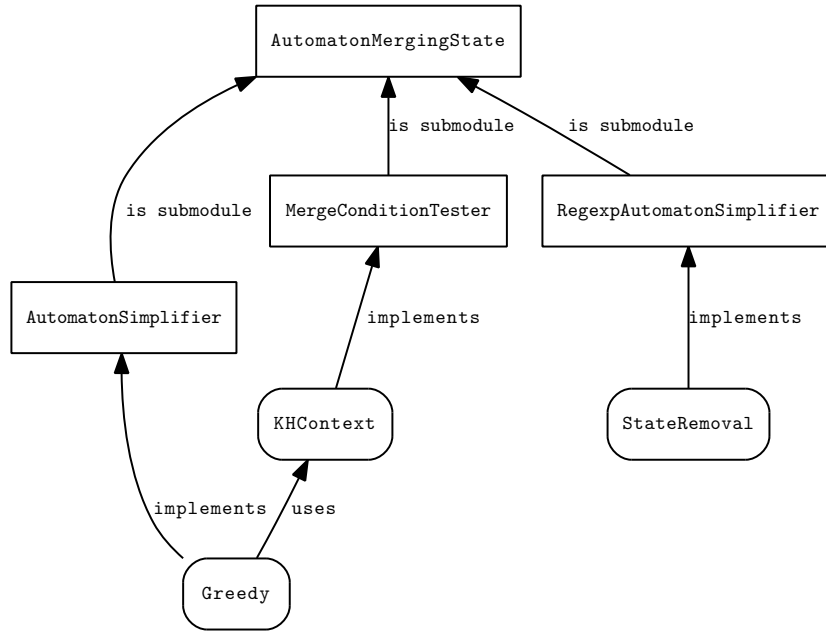 AutomatonMergingState
is submodule
is submodule
is submodule
MergeConditionTester
RegexpAutomatonSimplifier
AutomatonSimplifier
implements
implements
KHContext
StateRemoval
implements
uses
Greedy